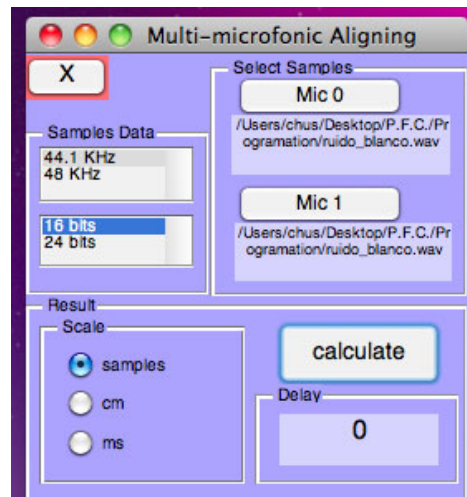 Multi-microfonic Aligning
X
Select Samples
Mic 0
/Users/chus/Desktop/P.F.C./Pr
ogramation/ruido_blanco.wav
Mic 1
/Users/chus/Desktop/P.F.C./Pr
ogramation/ruido_blanco.wav
Samples Data
44.1 KHz
48 KHz
16 bits
24 bits
Result
Scale
samples
cm
ms
calculate
Delay
0